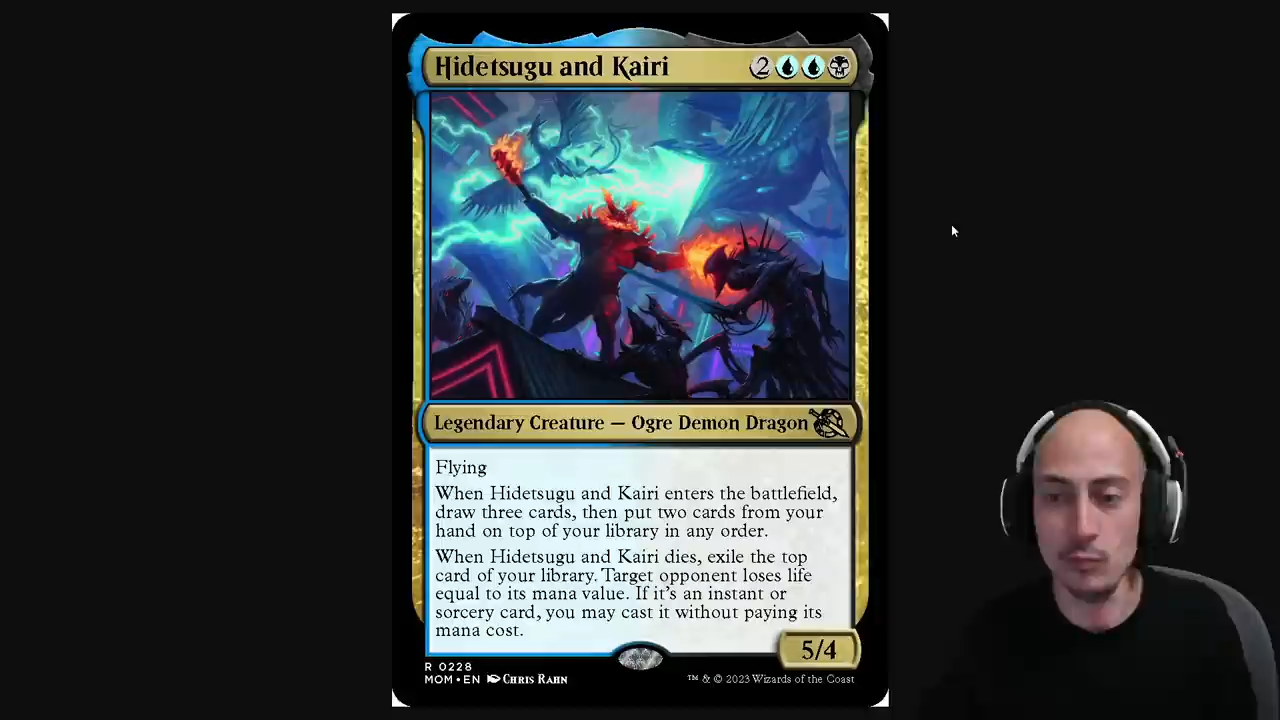 Hidetsugu and Kairi
2
Legendary Creature — Ogre Demon Dragon
Flying
When Hidetsugu and Kairi enters the battlefield,
draw three cards, then put two cards from your
hand on top of your library in any order.
When Hidetsugu and Kairi dies, exile the top
card of your library. Target opponent loses life
equal to its mana value. If it's an instant or
sorcery card, you may cast it without paying its
mana cost.
5/4
R 0228
MOM • EN Chris Rahn
™ & © 2023 Wizards of the Coast